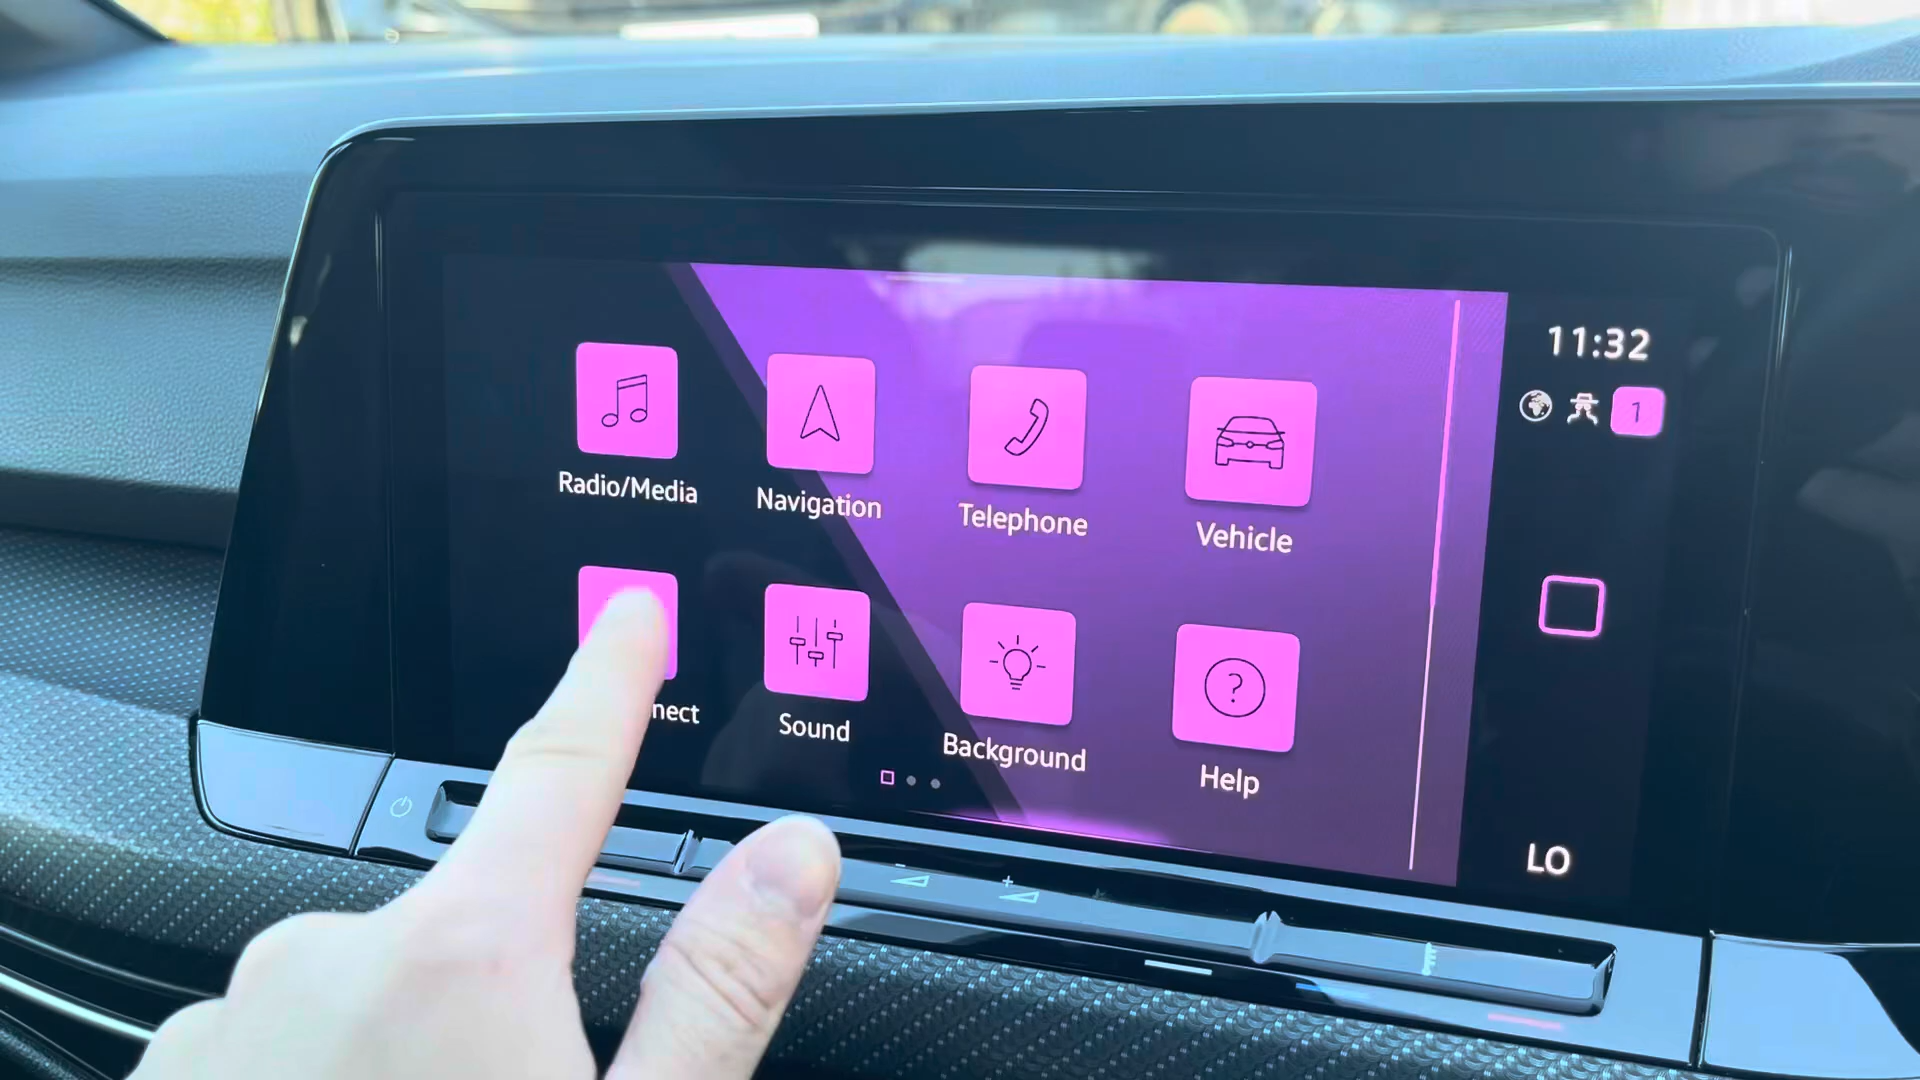 11:32
1
Radio/Media
Navigation
Telephone
Vehicle
nect
Sound
Background
Help
?
LO